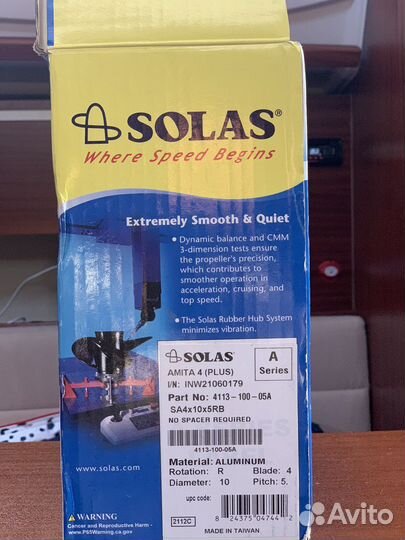 SOLAS®
Where Speed Begins
Extremely Smooth & Quiet
• Dynamic balance and CMM
3-dimension tests ensure
the propeller's precision,
which contributes to
smoother operation in
acceleration, cruising, and
top speed.
• The Solas Rubber Hub System
minimizes vibration.
SOLAS®
A
Series
AMITA 4 (PLUS)
I/N: INW21060179
Part No: 4113-100-05A
SA4x10x5RB
NO SPACER REQUIRED
4113-100-05A
Material: ALUMINUM
Rotation: R Blade: 4
Diameter: 10 Pitch: 5.
upc code:
8 24375 04744 2
2112C
MADE IN TAIWAN
www.solas.com
WARNING
Cancer and Reproductive Harm -
www.P65Warning.ca.gov
Avito